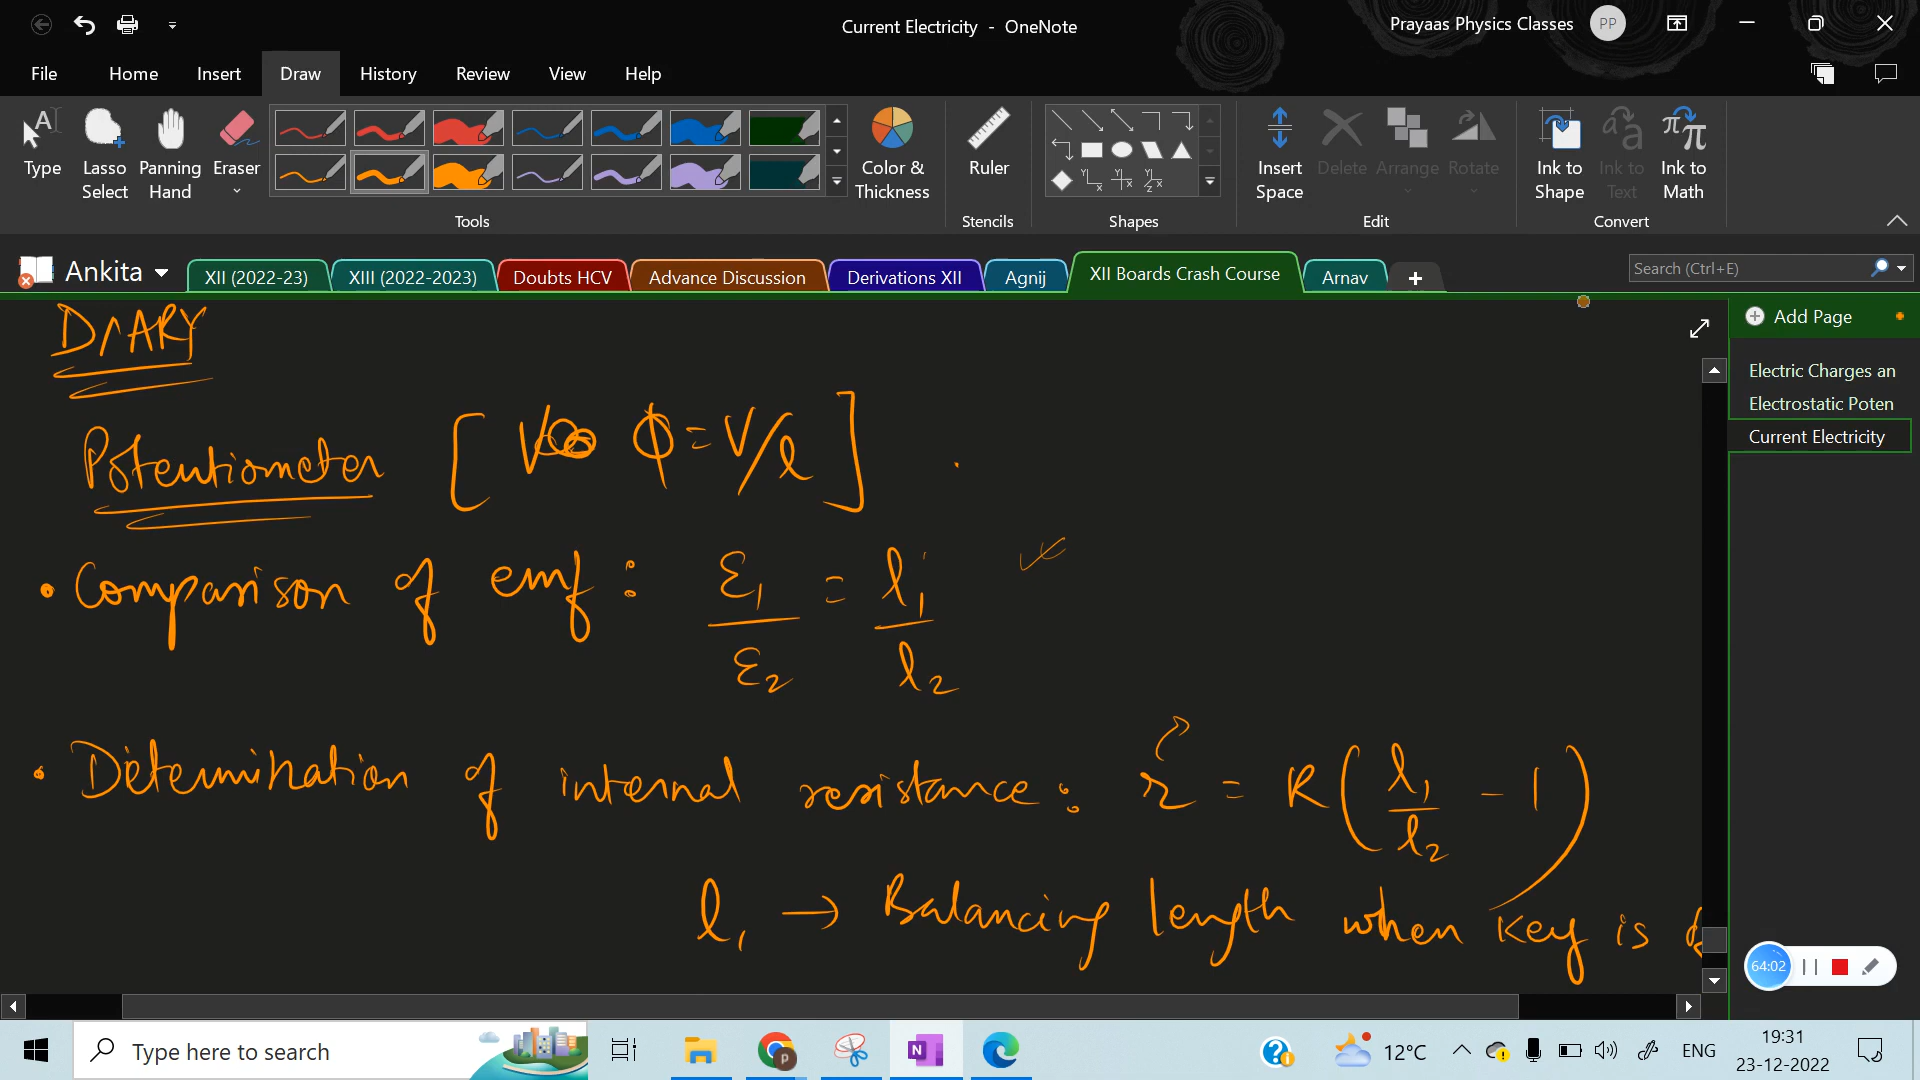 Current Electricity - OneNote
Prayaas Physics Classes PP
File Home Insert Draw History Review View Help
Type Lasso Select Panning Hand Eraser Color & Thickness Ruler Insert Space Delete Arrange Rotate Ink to Shape Ink to Text Ink to Math
Tools Stencils Shapes Edit Convert
Ankita XII (2022-23) XIII (2022-2023) Doubts HCV Advance Discussion Derivations XII Agnij XII Boards Crash Course Arnav + Search (Ctrl+E)
Add Page
Electric Charges an
Electrostatic Poten
Current Electricity
DIARY
Potentiometer [ ϕ = V/l ]
• Comparison of emf : ε1/ε2 = l1/l2
• Determination of internal resistance : r = R(l1/l2 - 1)
l1 → Balancing length when key is
64:02
Type here to search
12°C ENG 19:31
23-12-2022